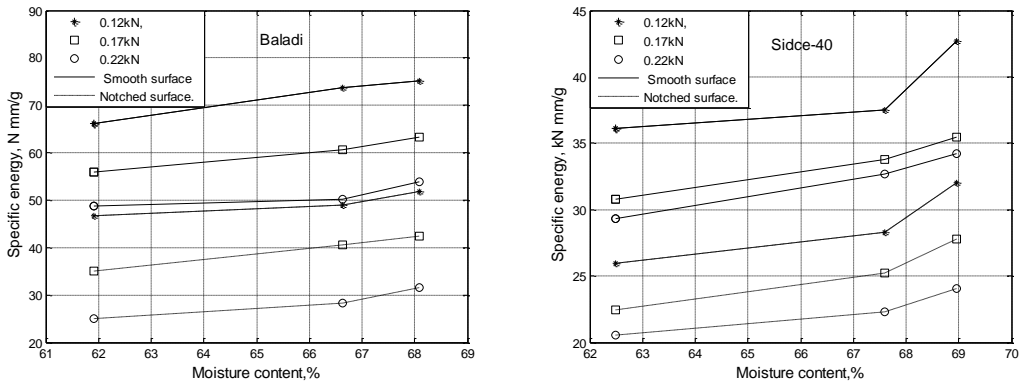 90
80
70
60
50
40
30
20
61 62 63 64 65 66 67 68 69
Moisture content,%
Specific energy, N mm/g
Baladi
0.12kN,
0.17kN
0.22kN
Smooth surface
Notched surface.
45
40
35
30
25
20
62 63 64 65 66 67 68 69 70
Moisture content,%
Specific energy, kN mm/g
Sidce-40
0.12kN,
0.17kN
0.22kN
Smooth surface
Notched surface.